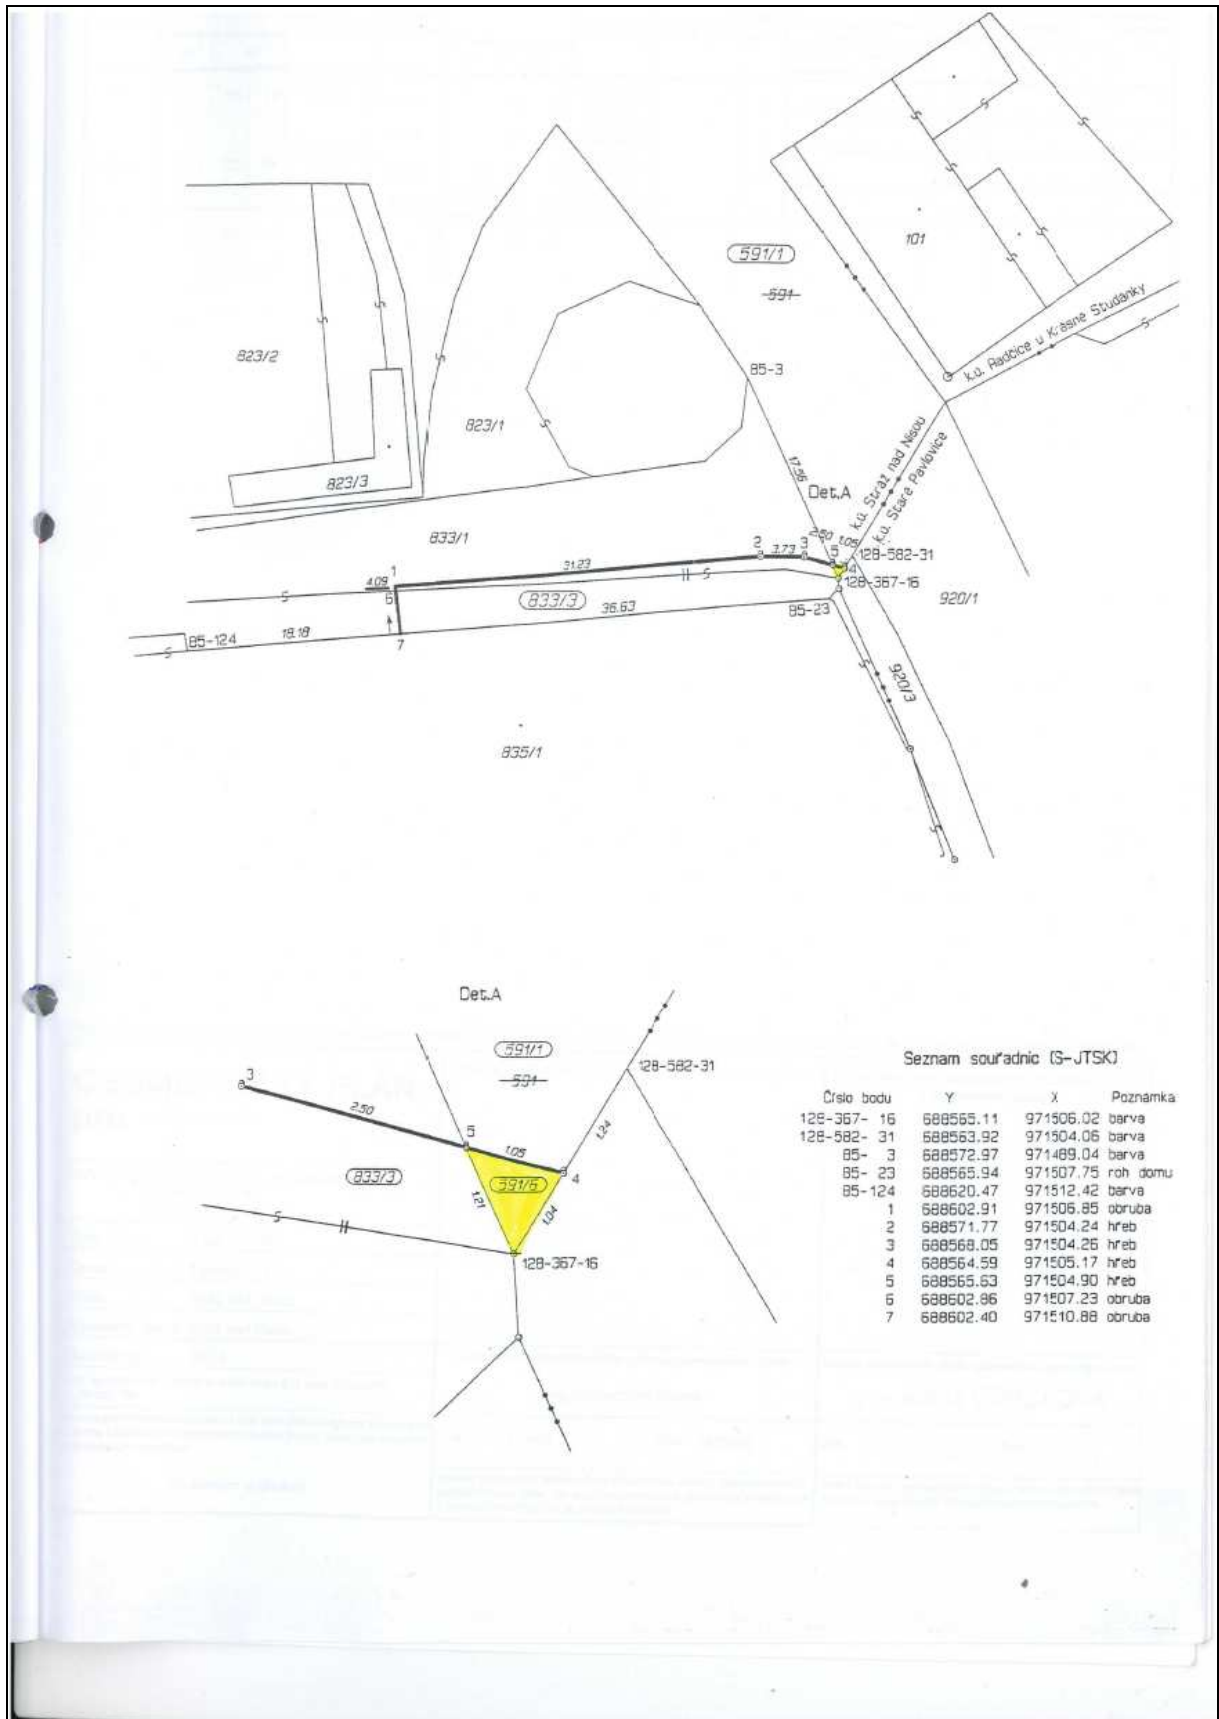 591/1
591
101
k.ú. Radčice u Krásné Studánky
823/2
85-3
823/1
823/3
17.56
k.ú. Stráž nad Nisou
k.ú. Staré Pavlovice
Det.A
833/1
2 3.73 3 2.50 1.05
5 128-582-31
4
1 31.23
4.09
6 833/3 128-367-16
36.63 85-23 920/1
85-124 18.18 7
920/3
835/1
Det.A
591/1
591
128-582-31
3
2.50
5
1.05
1.24
4
833/3
591/6
1.21
1.04
128-367-16
Seznam souřadnic (S-JTSK)
Číslo bodu Y X Poznámka
128-367- 16 688565.11 971506.02 barva
128-582- 31 688563.92 971504.06 barva
85- 3 688572.97 971489.04 barva
85- 23 688565.94 971507.75 roh domu
85-124 688620.47 971512.42 barva
1 688602.91 971506.85 obruba
2 688571.77 971504.24 hřeb
3 688568.05 971504.26 hřeb
4 688564.59 971505.17 hřeb
5 688565.63 971504.90 hřeb
6 688602.86 971507.23 obruba
7 688602.40 971510.88 obruba